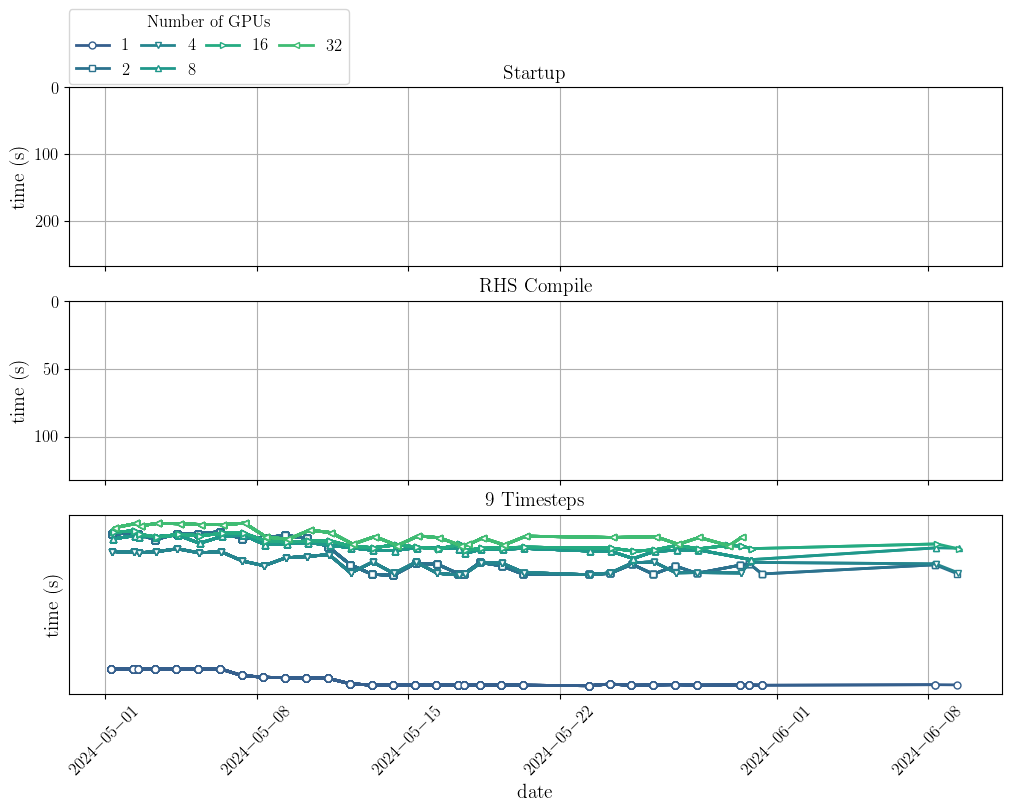 Number of GPUs
1 4 16 32
2 8
Startup
0
100
200
time (s)
RHS Compile
0
50
100
time (s)
9 Timesteps
time (s)
2024−05−01 2024−05−08 2024−05−15 2024−05−22 2024−06−01 2024−06−08
date